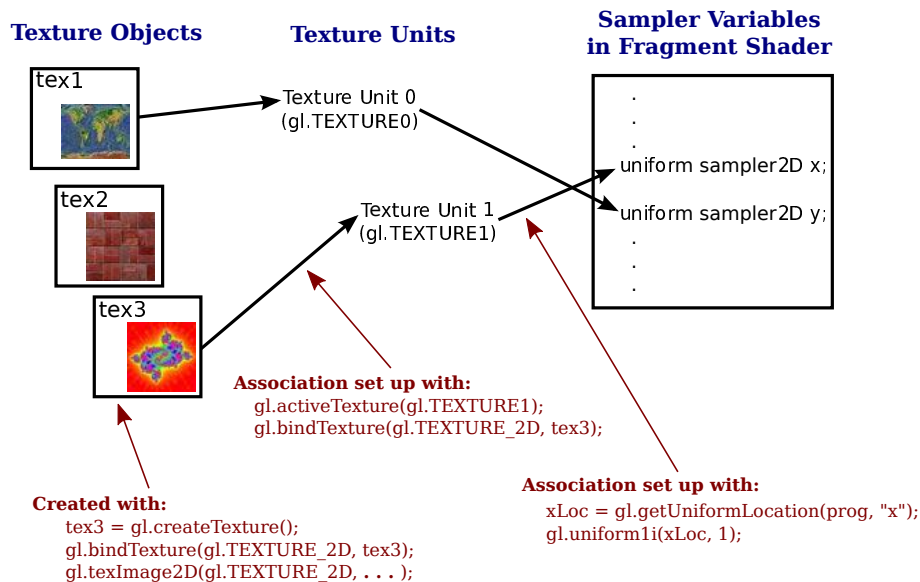 Texture Objects
Texture Units
Sampler Variables
in Fragment Shader
tex1
tex2
tex3
Texture Unit 0
(gl.TEXTURE0)
Texture Unit 1
(gl.TEXTURE1)
.
.
.
uniform sampler2D x;
uniform sampler2D y;
.
.
.
Association set up with:
gl.activeTexture(gl.TEXTURE1);
gl.bindTexture(gl.TEXTURE_2D, tex3);
Created with:
tex3 = gl.createTexture();
gl.bindTexture(gl.TEXTURE_2D, tex3);
gl.texImage2D(gl.TEXTURE_2D, . . . );
Association set up with:
xLoc = gl.getUniformLocation(prog, "x");
gl.uniform1i(xLoc, 1);